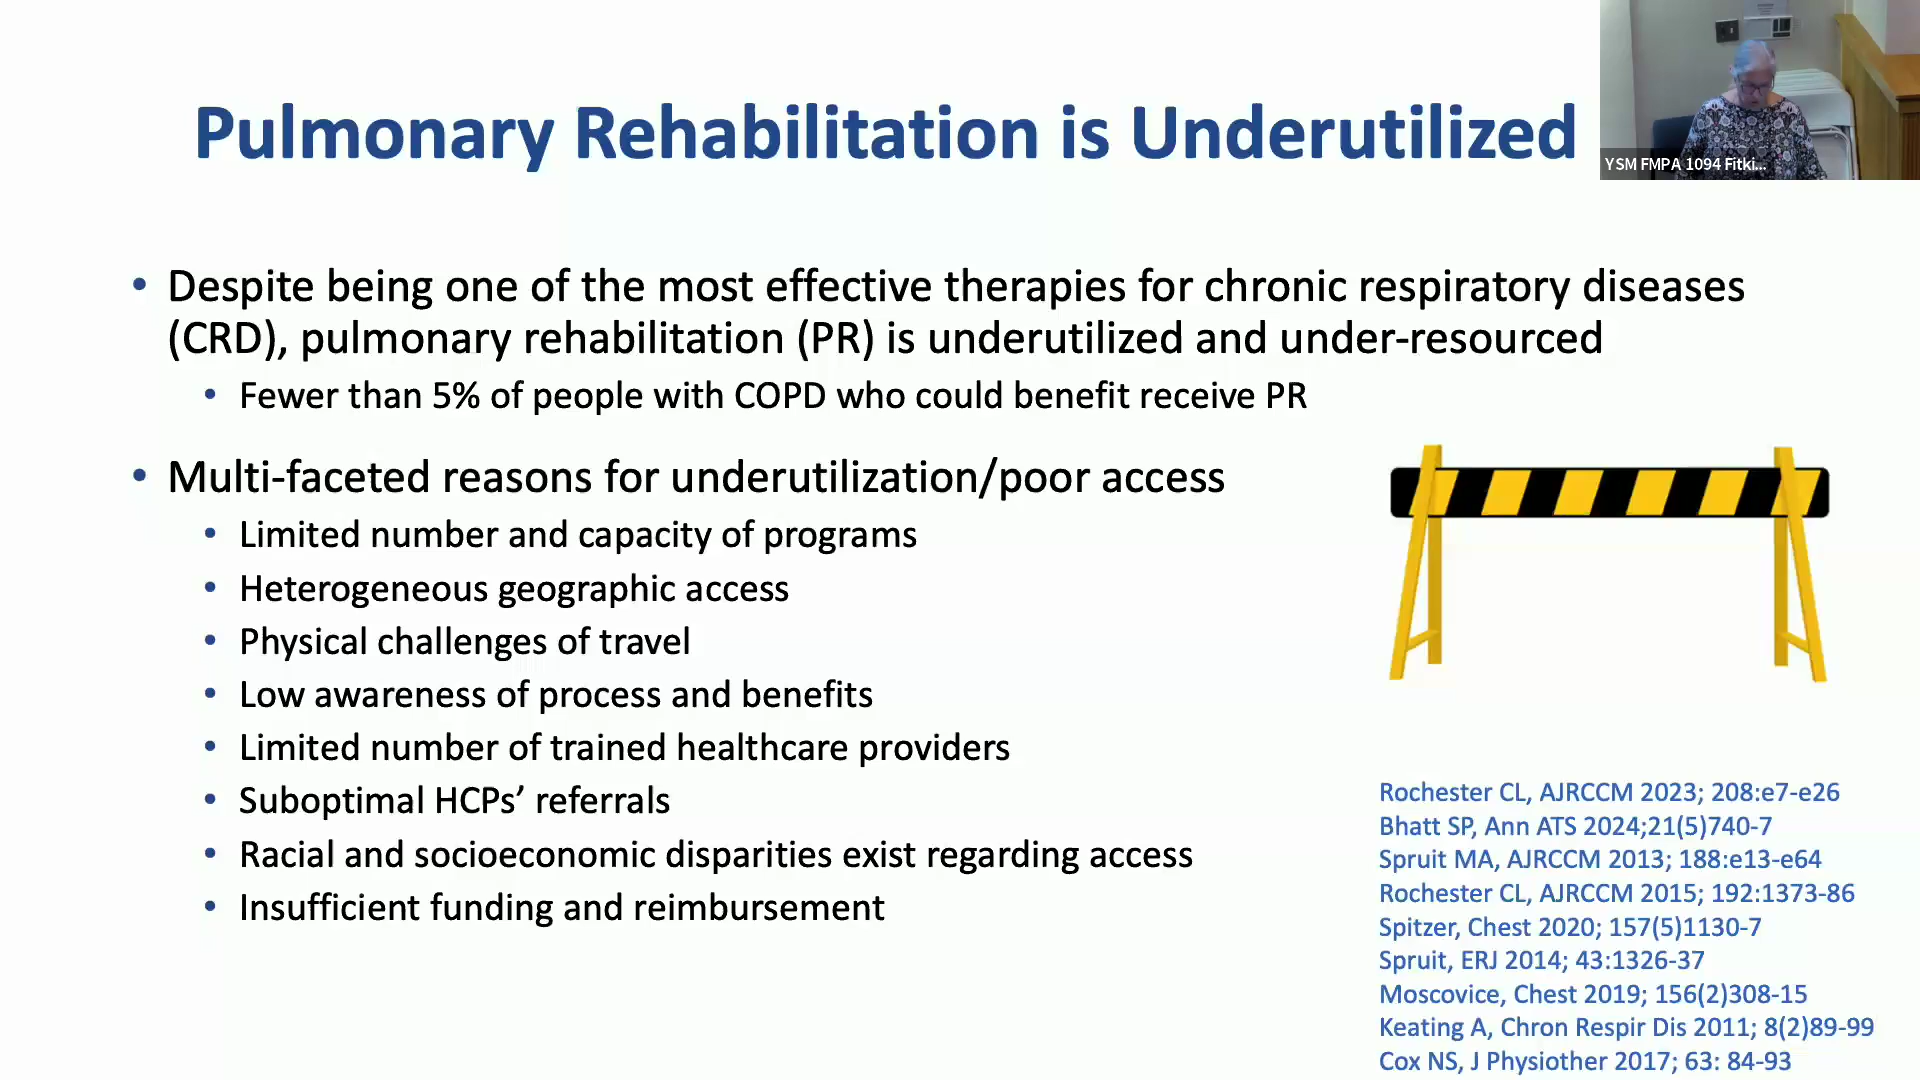 Pulmonary Rehabilitation is Underutilized
YSM FMPA 1094 Fitki...
• Despite being one of the most effective therapies for chronic respiratory diseases
(CRD), pulmonary rehabilitation (PR) is underutilized and under-resourced
• Fewer than 5% of people with COPD who could benefit receive PR
• Multi-faceted reasons for underutilization/poor access
• Limited number and capacity of programs
• Heterogeneous geographic access
• Physical challenges of travel
• Low awareness of process and benefits
• Limited number of trained healthcare providers
• Suboptimal HCPs’ referrals
• Racial and socioeconomic disparities exist regarding access
• Insufficient funding and reimbursement
Rochester CL, AJRCCM 2023; 208:e7-e26
Bhatt SP, Ann ATS 2024;21(5)740-7
Spruit MA, AJRCCM 2013; 188:e13-e64
Rochester CL, AJRCCM 2015; 192:1373-86
Spitzer, Chest 2020; 157(5)1130-7
Spruit, ERJ 2014; 43:1326-37
Moscovice, Chest 2019; 156(2)308-15
Keating A, Chron Respir Dis 2011; 8(2)89-99
Cox NS, J Physiother 2017; 63: 84-93